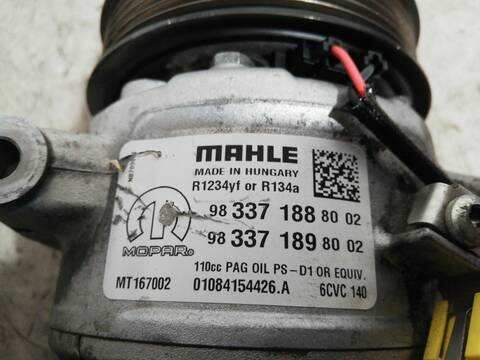 MAHLE
MADE IN HUNGARY
R1234yf or R134a
98 337 188 80 02
98 337 189 80 02
MOPAR®
110cc PAG OIL PS-D1 OR EQUIV.
MT167002 01084154426.A 6CVC 140